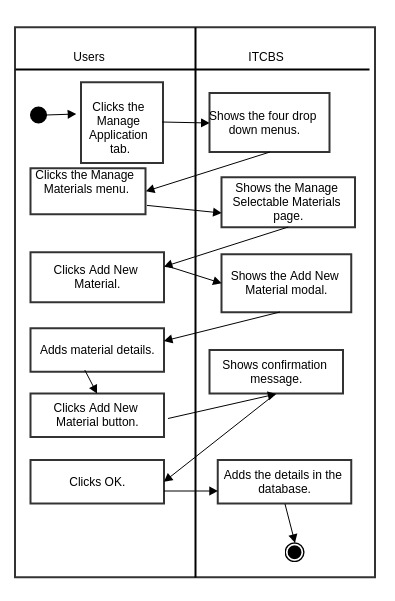 Users
ITCBS
Clicks the
Manage
Application
tab.
Shows the four drop
down menus.
Clicks the Manage
Materials menu.
Shows the Manage
Selectable Materials
page.
Clicks Add New
Material.
Shows the Add New
Material modal.
Adds material details.
Shows confirmation
message.
Clicks Add New
Material button.
Clicks OK.
Adds the details in the
database.